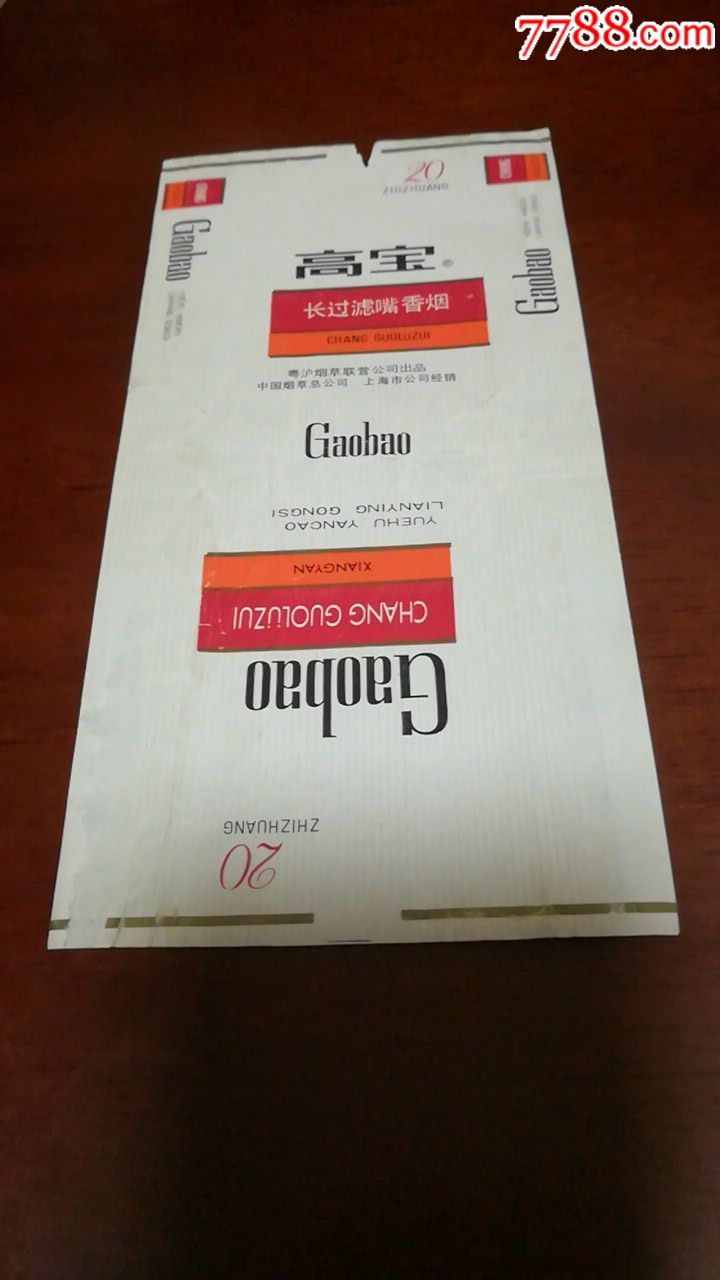 7788.com
20
ZHIZHUANG
高宝®
长过滤嘴香烟
CHANG GUOLÜZUI
粤沪烟草联营公司出品
中国烟草总公司 上海市公司经销
Gaobao
Gaobao
Gaobao
YUEHU YANCAO
LIANYING GONGSI
Gaobao
CHANG GUOLÜZUI
XIANGYAN
20
ZHIZHUANG